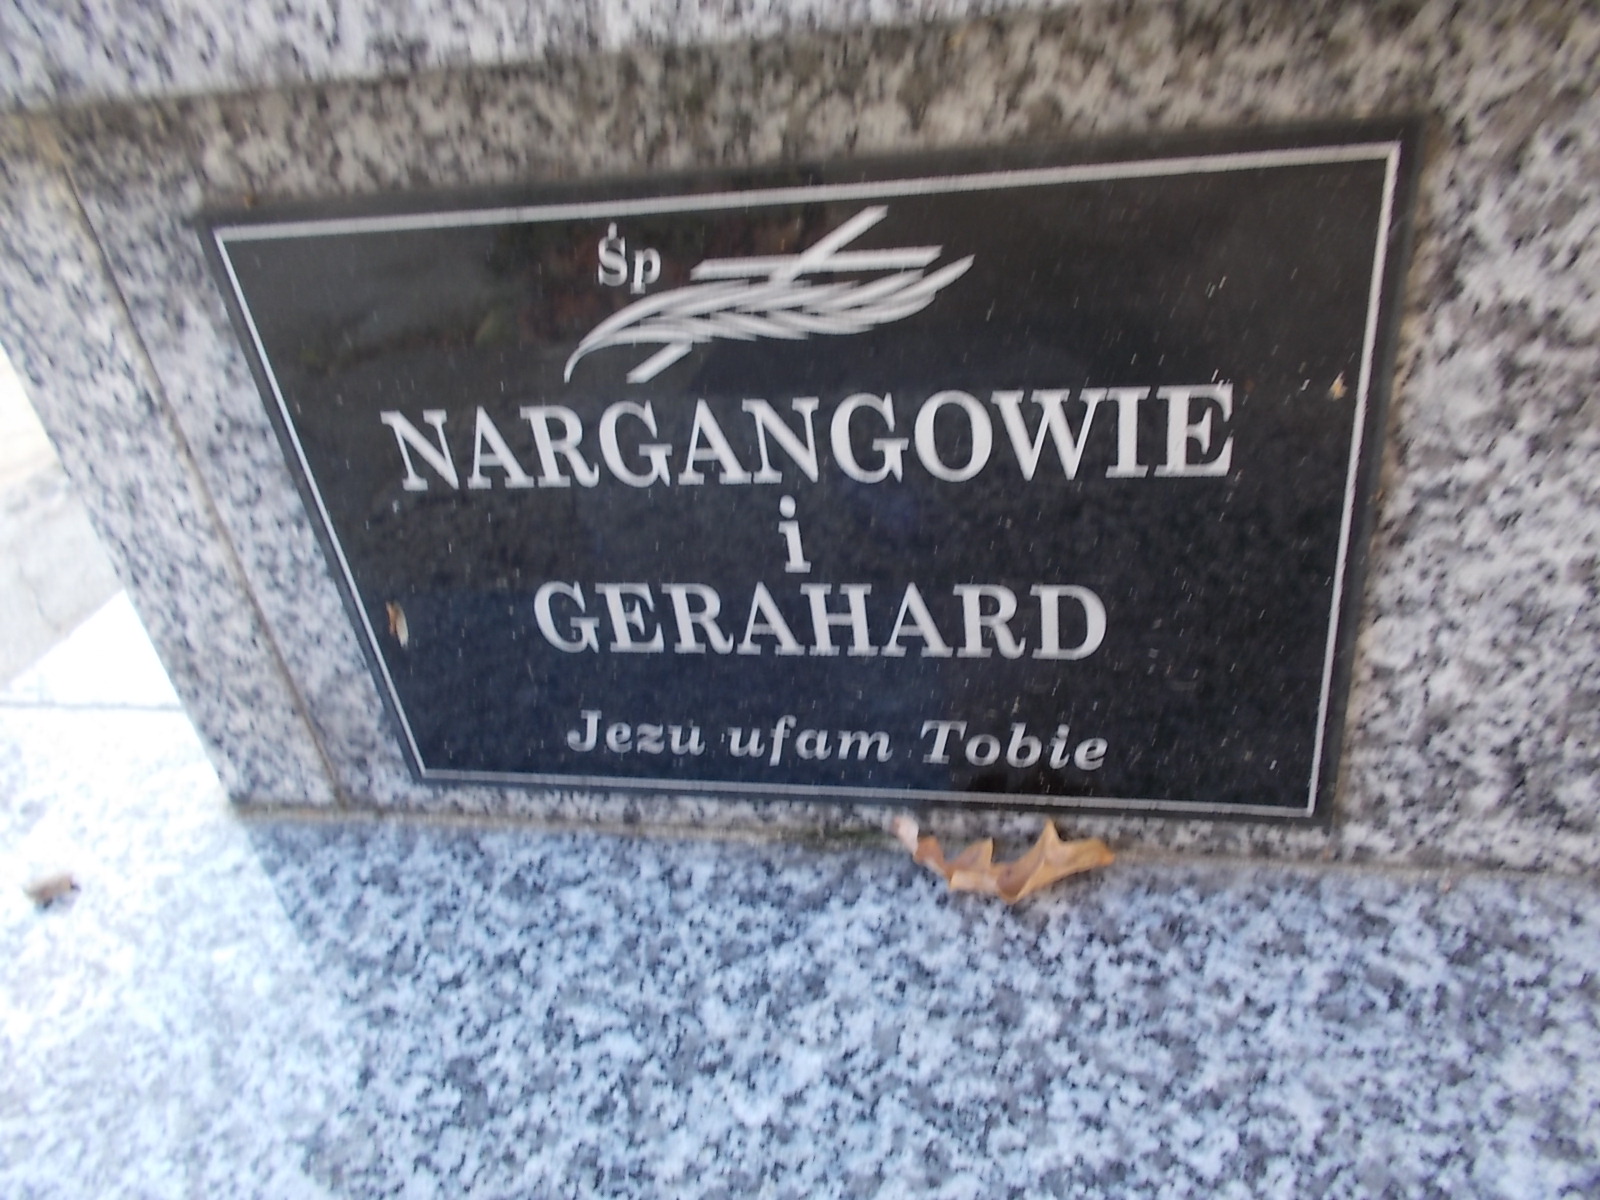 Śp
NARGANGOWIE
i
GERAHARD
Jezu ufam Tobie